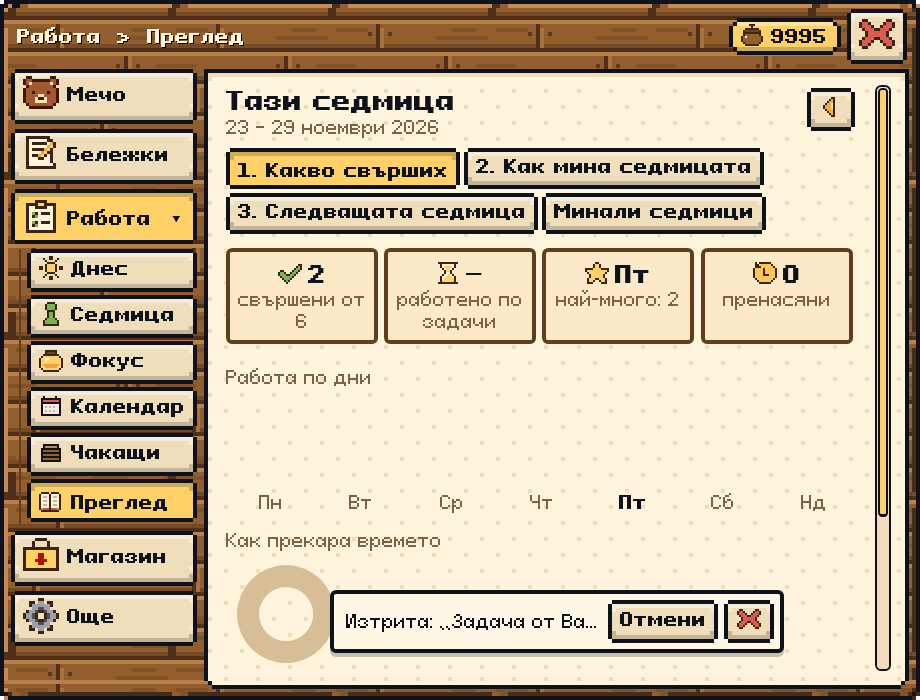 Работа > Преглед
9995
Мечо
Бележки
Работа
Днес
Седмица
Фокус
Календар
Чакащи
Преглед
Магазин
Още
Тази седмица
23 – 29 ноември 2026
1. Какво свърших
2. Как мина седмицата
3. Следващата седмица
Минали седмици
2
свършени от
6
—
работено по
задачи
Пт
най-много: 2
0
пренасяни
Работа по дни
Пн Вт Ср Чт Пт Сб Нд
Как прекара времето
Изтрита: „Задача от Ва...
Отмени